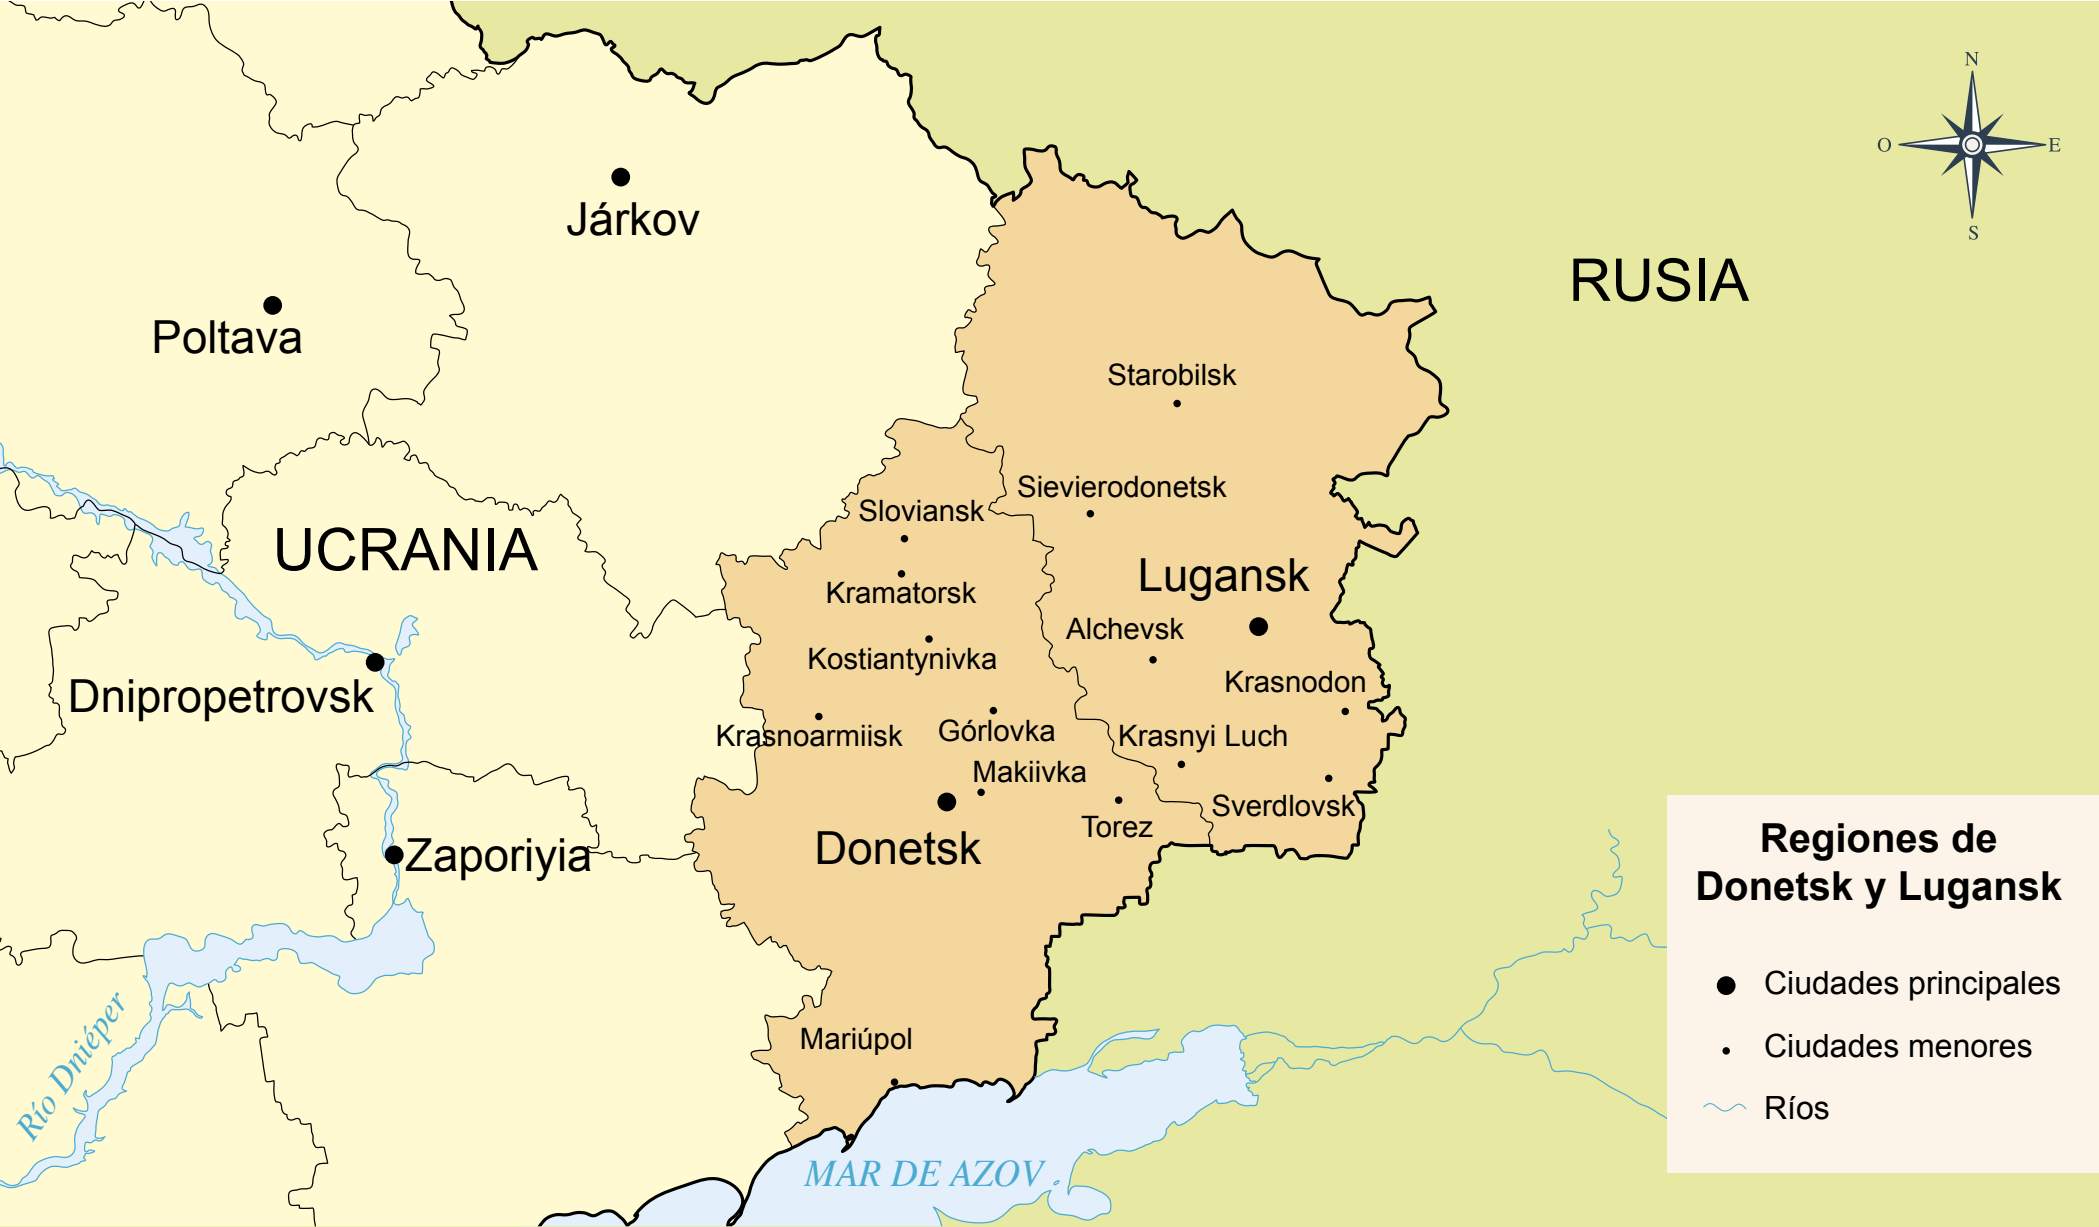 N
O
E
S
Járkov
RUSIA
Poltava
Starobilsk
Sievierodonetsk
Sloviansk
UCRANIA
Lugansk
Kramatorsk
Alchevsk
Kostiantynivka
Krasnodon
Dnipropetrovsk
Krasnoarmiisk
Górlovka
Krasnyi Luch
Makiivka
Sverdlovsk
Torez
Donetsk
Zaporiyia
Mariúpol
Río Dniéper
MAR DE AZOV
Regiones de
Donetsk y Lugansk
Ciudades principales
Ciudades menores
Ríos